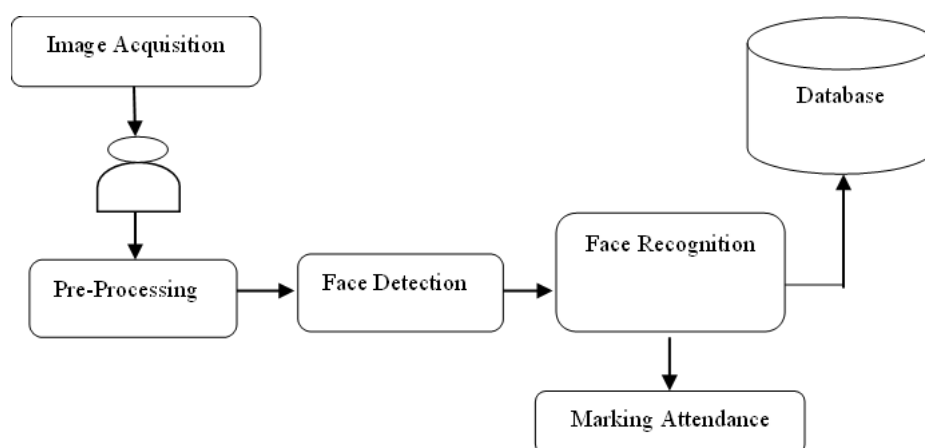 Image Acquisition
Database
Pre-Processing
Face Detection
Face Recognition
Marking Attendance